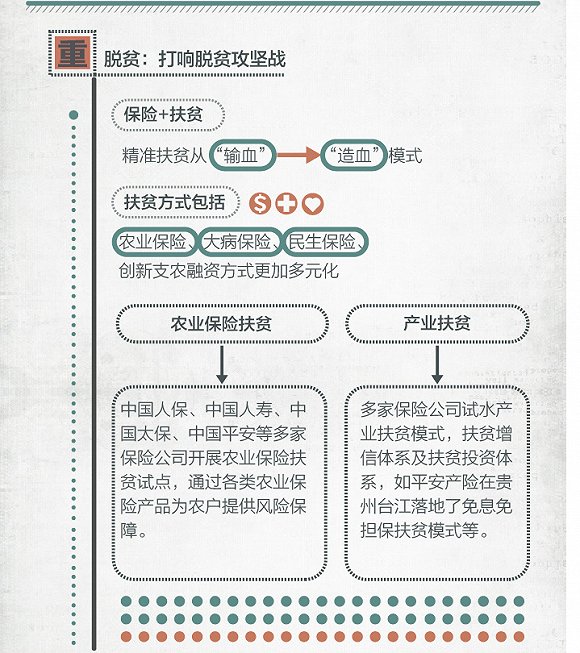 重
脱贫：打响脱贫攻坚战
保险+扶贫
精准扶贫从“输血”“造血”模式
扶贫方式包括 $
农业保险、大病保险、民生保险、
创新支农融资方式更加多元化
农业保险扶贫
中国人保、中国人寿、中
国太保、中国平安等多家
保险公司开展农业保险扶
贫试点，通过各类农业保
险产品为农户提供风险保
障。
产业扶贫
多家保险公司试水产
业扶贫模式，扶贫增
信体系及扶贫投资体
系，如平安产险在贵
州台江落地了免息免
担保扶贫模式等。